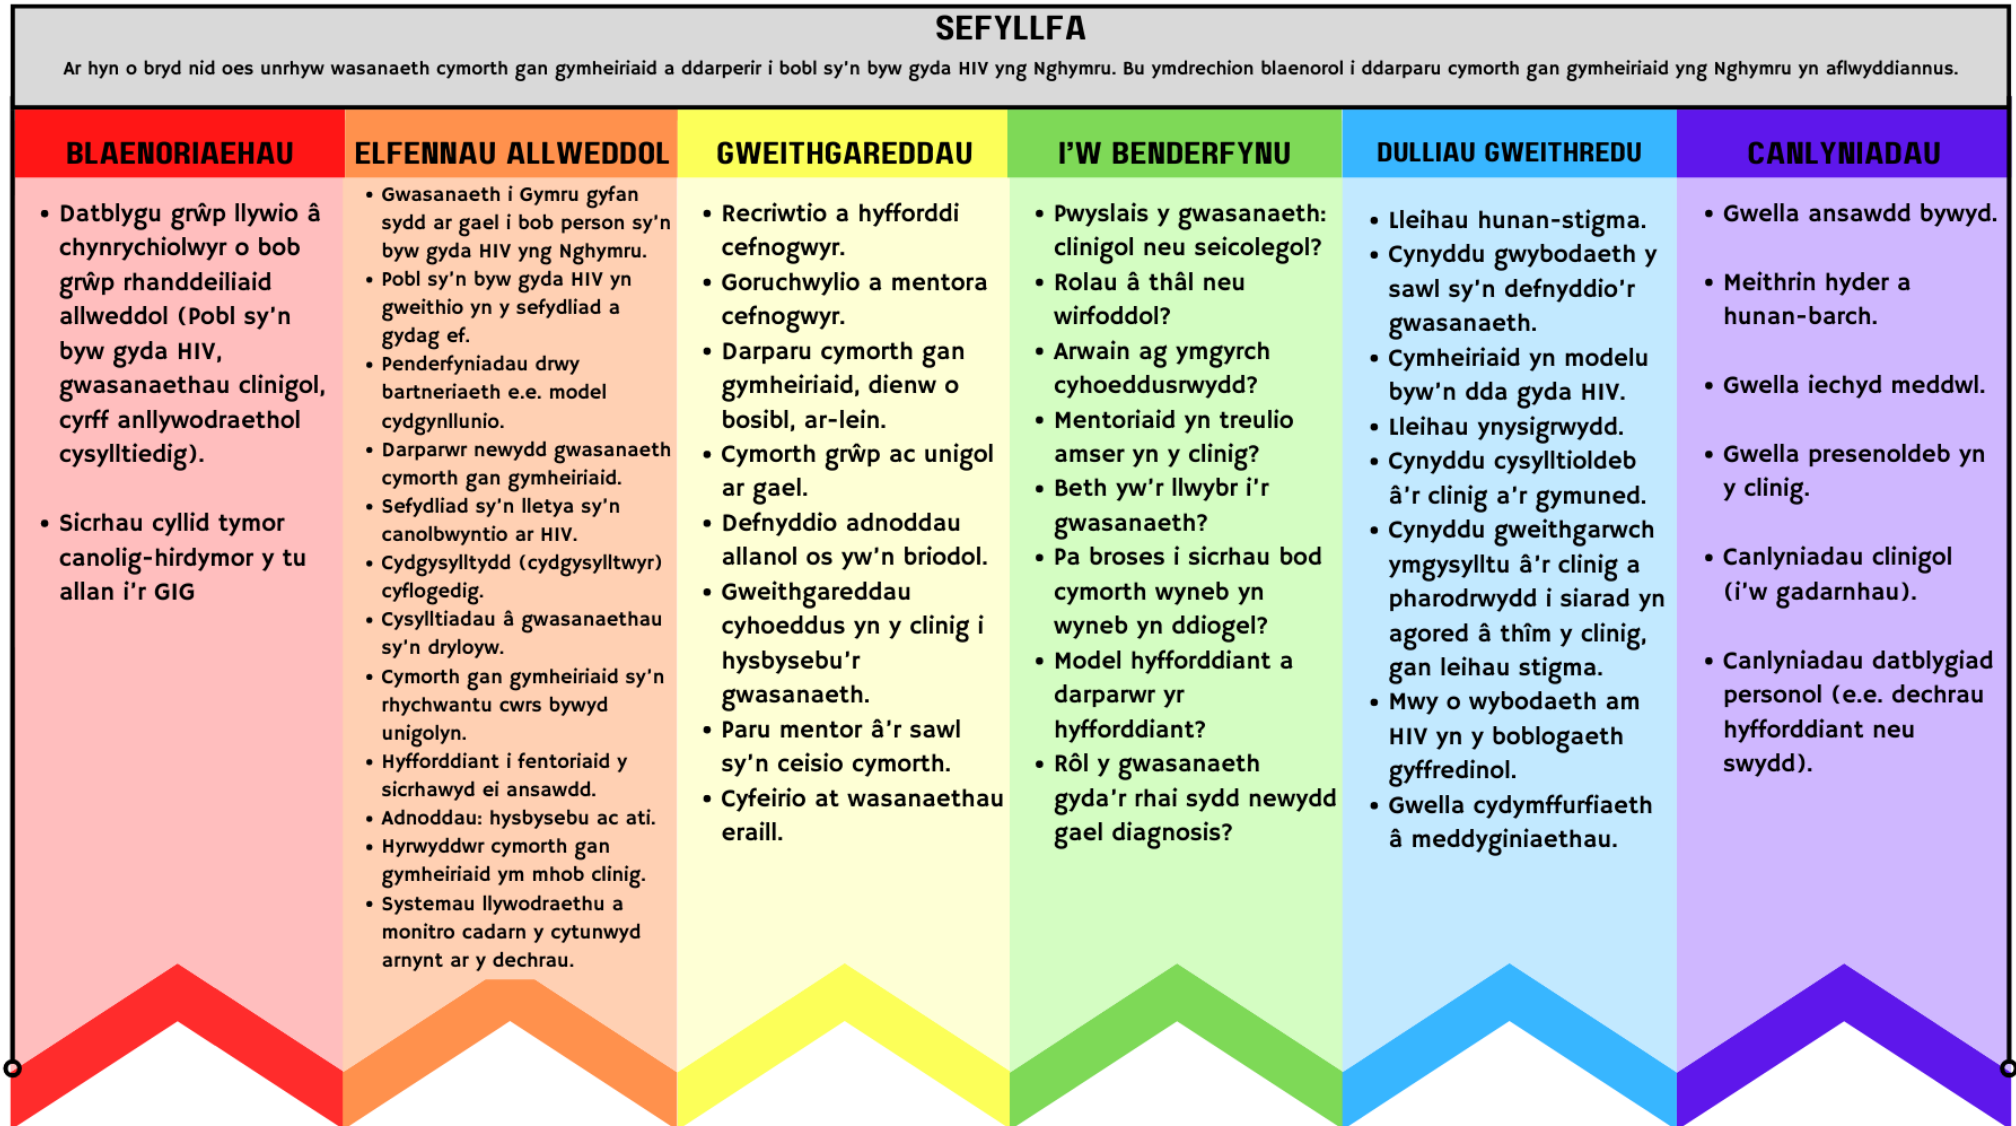 SEFYLLFA
Ar hyn o bryd nid oes unrhyw wasanaeth cymorth gan gymheiriaid a ddarperir i bobl sy'n byw gyda HIV yng Nghymru. Bu ymdrechion blaenorol i ddarparu cymorth gan gymheiriaid yng Nghymru yn aflwyddiannus.
BLAENORIAEHAU
• Datblygu grŵp llywio â
chynrychiolwyr o bob
grŵp rhanddeiliaid
allweddol (Pobl sy'n
byw gyda HIV,
gwasanaethau clinigol,
cyrff anllywodraethol
cysylltiedig).
• Sicrhau cyllid tymor
canolig-hirdymor y tu
allan i'r GIG
ELFENNAU ALLWEDDOL
• Gwasanaeth i Gymru gyfan
sydd ar gael i bob person sy'n
byw gyda HIV yng Nghymru.
• Pobl sy'n byw gyda HIV yn
gweithio yn y sefydliad a
gydag ef.
• Penderfyniadau drwy
bartneriaeth e.e. model
cydgynllunio.
• Darparwr newydd gwasanaeth
cymorth gan gymheiriaid.
• Sefydliad sy'n lletya sy'n
canolbwyntio ar HIV.
• Cydgysylltydd (cydgysylltwyr)
cyflogedig.
• Cysylltiadau â gwasanaethau
sy'n dryloyw.
• Cymorth gan gymheiriaid sy'n
rhychwantu cwrs bywyd
unigolyn.
• Hyfforddiant i fentoriaid y
sicrhawyd ei ansawdd.
• Adnoddau: hysbysebu ac ati.
• Hyrwyddwr cymorth gan
gymheiriaid ym mhob clinig.
• Systemau llywodraethu a
monitro cadarn y cytunwyd
arnynt ar y dechrau.
GWEITHGAREDDAU
• Recriwtio a hyfforddi
cefnogwyr.
• Goruchwylio a mentora
cefnogwyr.
• Darparu cymorth gan
gymheiriaid, dienw o
bosibl, ar-lein.
• Cymorth grŵp ac unigol
ar gael.
• Defnyddio adnoddau
allanol os yw'n briodol.
• Gweithgareddau
cyhoeddus yn y clinig i
hysbysebu'r
gwasanaeth.
• Paru mentor â'r sawl
sy'n ceisio cymorth.
• Cyfeirio at wasanaethau
eraill.
I'W BENDERFYNU
• Pwyslais y gwasanaeth:
clinigol neu seicolegol?
• Rolau â thâl neu
wirfoddol?
• Arwain ag ymgyrch
cyhoeddusrwydd?
• Mentoriaid yn treulio
amser yn y clinig?
• Beth yw'r llwybr i'r
gwasanaeth?
• Pa broses i sicrhau bod
cymorth wyneb yn
wyneb yn ddiogel?
• Model hyfforddiant a
darparwr yr
hyfforddiant?
• Rôl y gwasanaeth
gyda'r rhai sydd newydd
gael diagnosis?
DULLIAU GWEITHREDU
• Lleihau hunan-stigma.
• Cynyddu gwybodaeth y
sawl sy'n defnyddio'r
gwasanaeth.
• Cymheiriaid yn modelu
byw'n dda gyda HIV.
• Lleihau ynysigrwydd.
• Cynyddu cysylltioldeb
â'r clinig a'r gymuned.
• Cynyddu gweithgarwch
ymgysylltu â'r clinig a
pharodrwydd i siarad yn
agored â thîm y clinig,
gan leihau stigma.
• Mwy o wybodaeth am
HIV yn y boblogaeth
gyffredinol.
• Gwella cydymffurfiaeth
â meddyginiaethau.
CANLYNIADAU
• Gwella ansawdd bywyd.
• Meithrin hyder a
hunan-barch.
• Gwella iechyd meddwl.
• Gwella presenoldeb yn
y clinig.
• Canlyniadau clinigol
(i'w gadarnhau).
• Canlyniadau datblygiad
personol (e.e. dechrau
hyfforddiant neu
swydd).